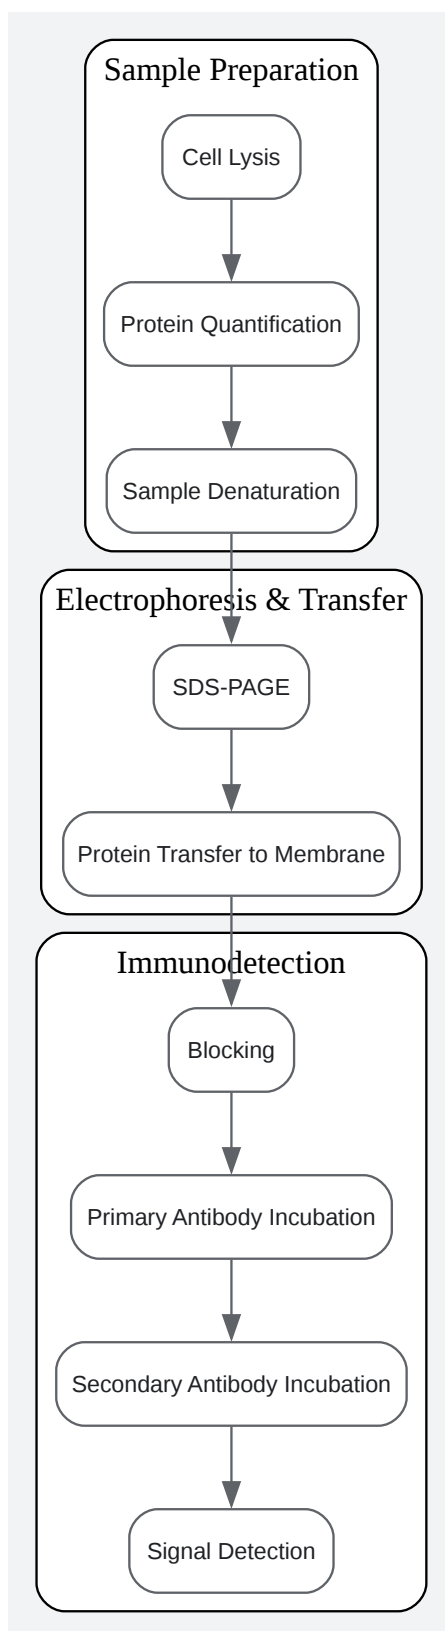 Sample Preparation
Cell Lysis
Protein Quantification
Sample Denaturation
Electrophoresis & Transfer
SDS-PAGE
Protein Transfer to Membrane
Immunodetection
Blocking
Primary Antibody Incubation
Secondary Antibody Incubation
Signal Detection